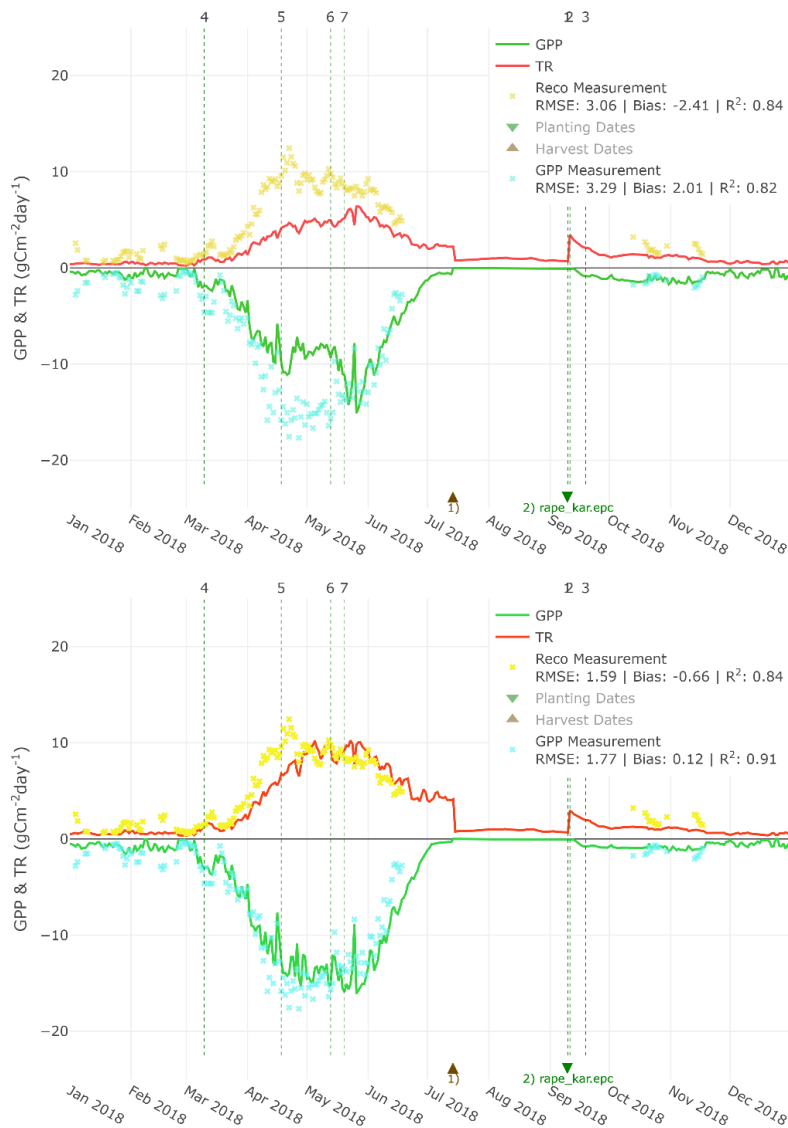 4 5 6 7 1 2 3
GPP
TR
Reco Measurement
RMSE: 3.06 | Bias: -2.41 | R²: 0.84
Planting Dates
Harvest Dates
GPP Measurement
RMSE: 3.29 | Bias: 2.01 | R²: 0.82
20
10
0
−10
−20
GPP & TR (gCm⁻²day⁻¹)
1) 2) rape_kar.epc
Jan 2018 Feb 2018 Mar 2018 Apr 2018 May 2018 Jun 2018 Jul 2018 Aug 2018 Sep 2018 Oct 2018 Nov 2018 Dec 2018
4 5 6 7 1 2 3
GPP
TR
Reco Measurement
RMSE: 1.59 | Bias: -0.66 | R²: 0.84
Planting Dates
Harvest Dates
GPP Measurement
RMSE: 1.77 | Bias: 0.12 | R²: 0.91
20
10
0
−10
−20
GPP & TR (gCm⁻²day⁻¹)
1) 2) rape_kar.epc
Jan 2018 Feb 2018 Mar 2018 Apr 2018 May 2018 Jun 2018 Jul 2018 Aug 2018 Sep 2018 Oct 2018 Nov 2018 Dec 2018